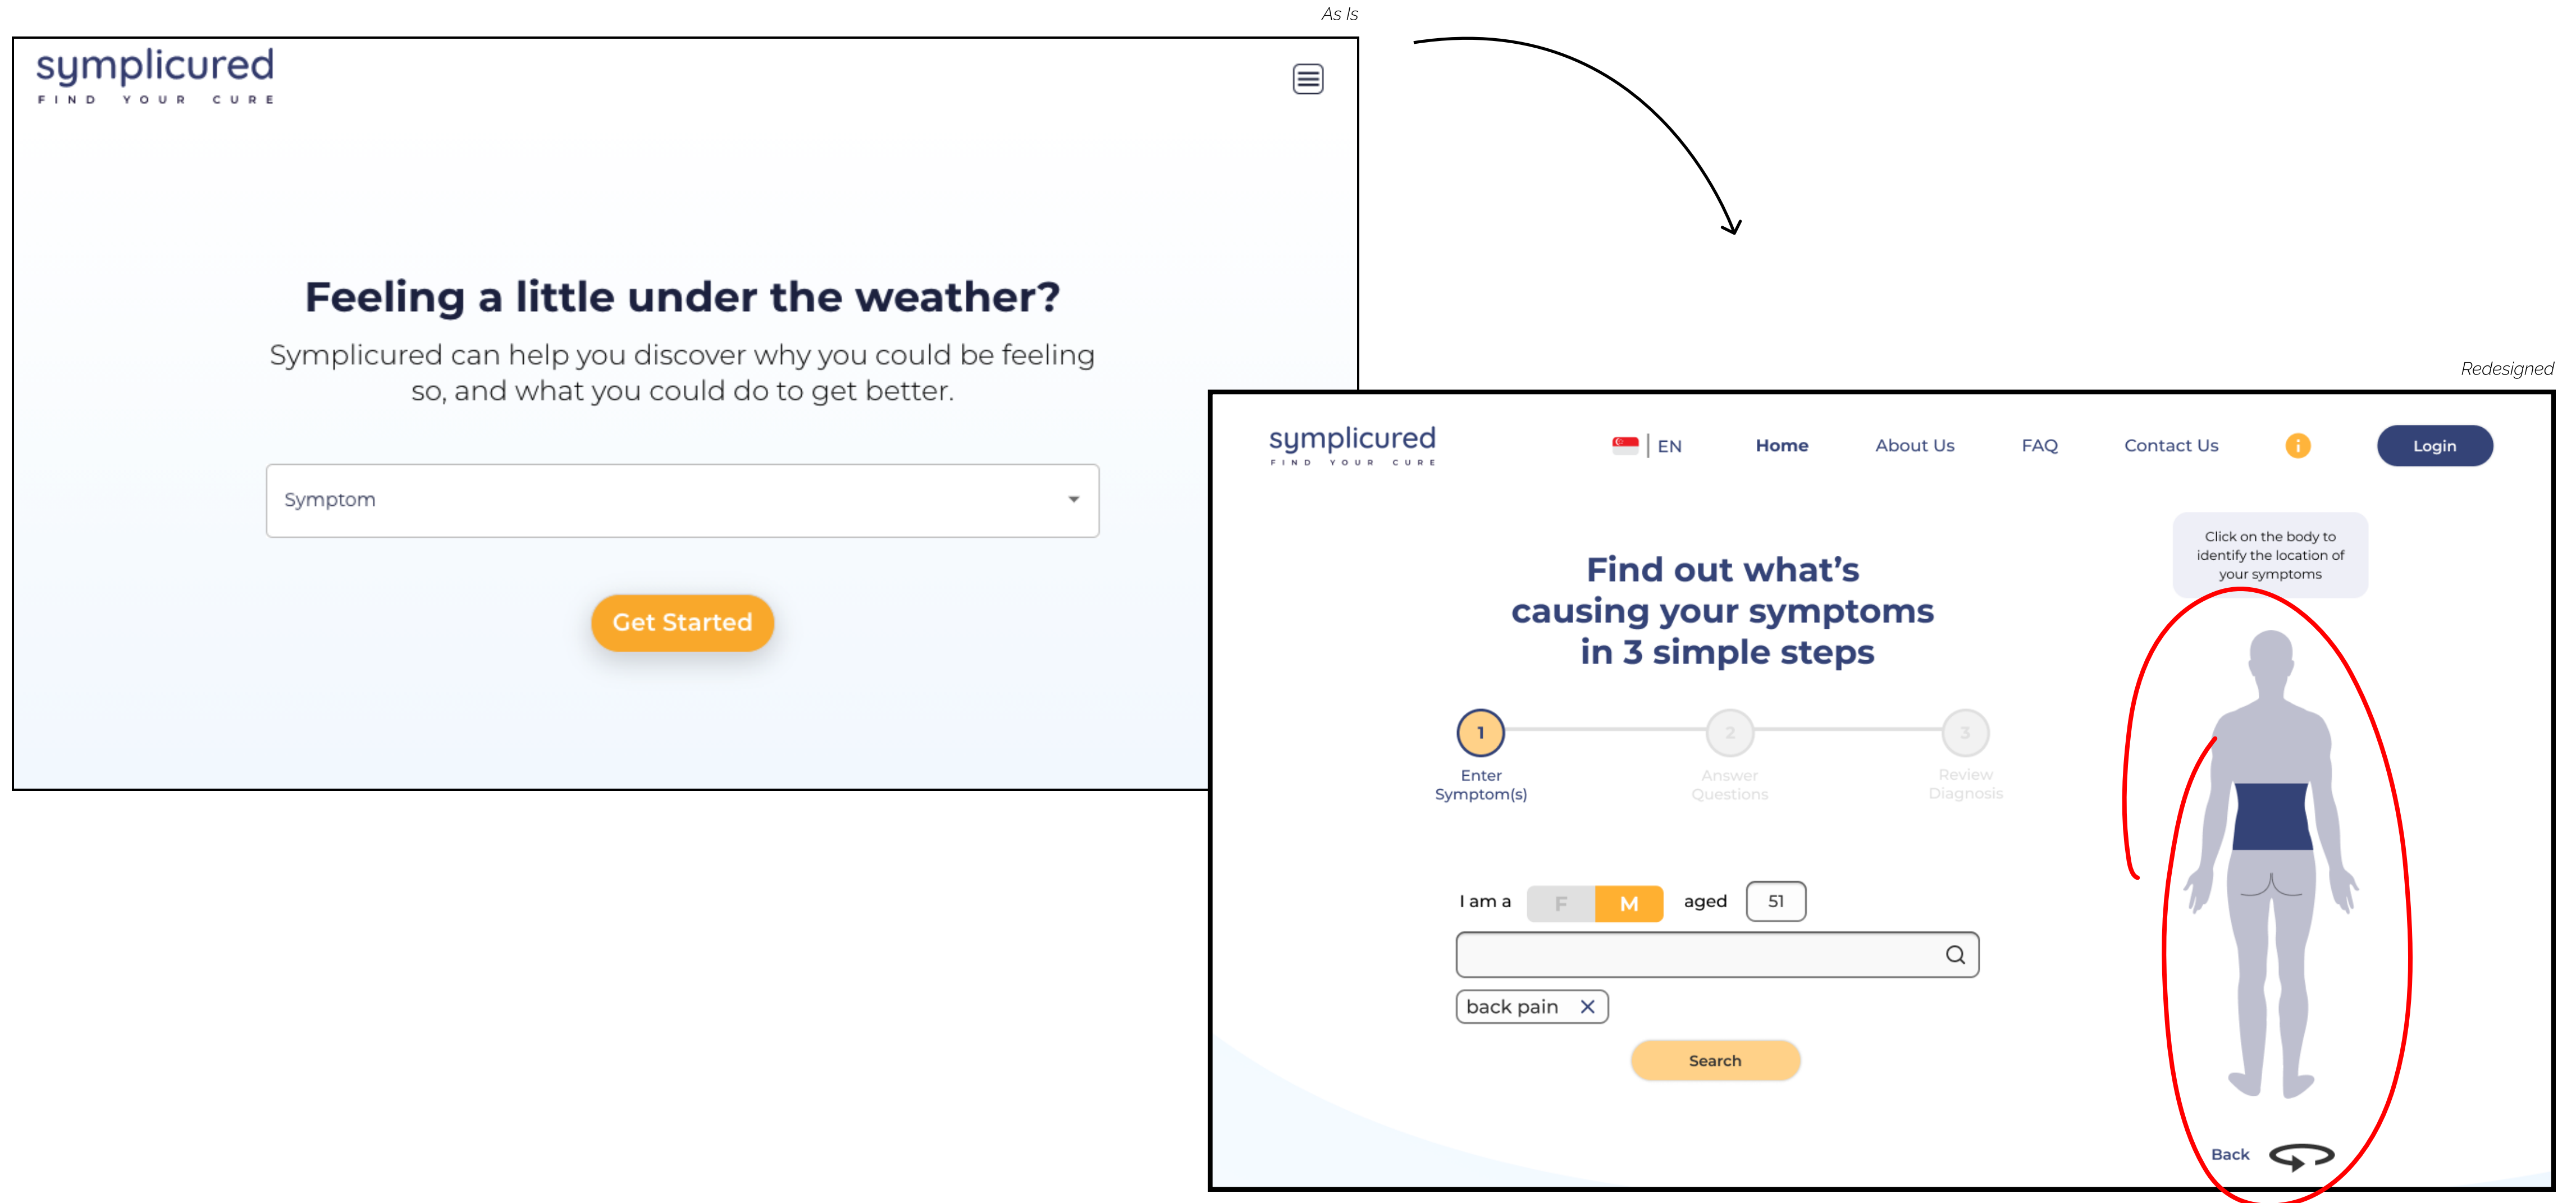 As Is
symplicured
FIND YOUR CURE
Feeling a little under the weather?
Symplicured can help you discover why you could be feeling
so, and what you could do to get better.
Symptom
Get Started
Redesigned
symplicured
FIND YOUR CURE
EN
Home
About Us
FAQ
Contact Us
i
Login
Click on the body to
identify the location of
your symptoms
Find out what's
causing your symptoms
in 3 simple steps
1
2
3
Enter
Symptom(s)
Answer
Questions
Review
Diagnosis
I am a F M aged 51
back pain
Search
Back